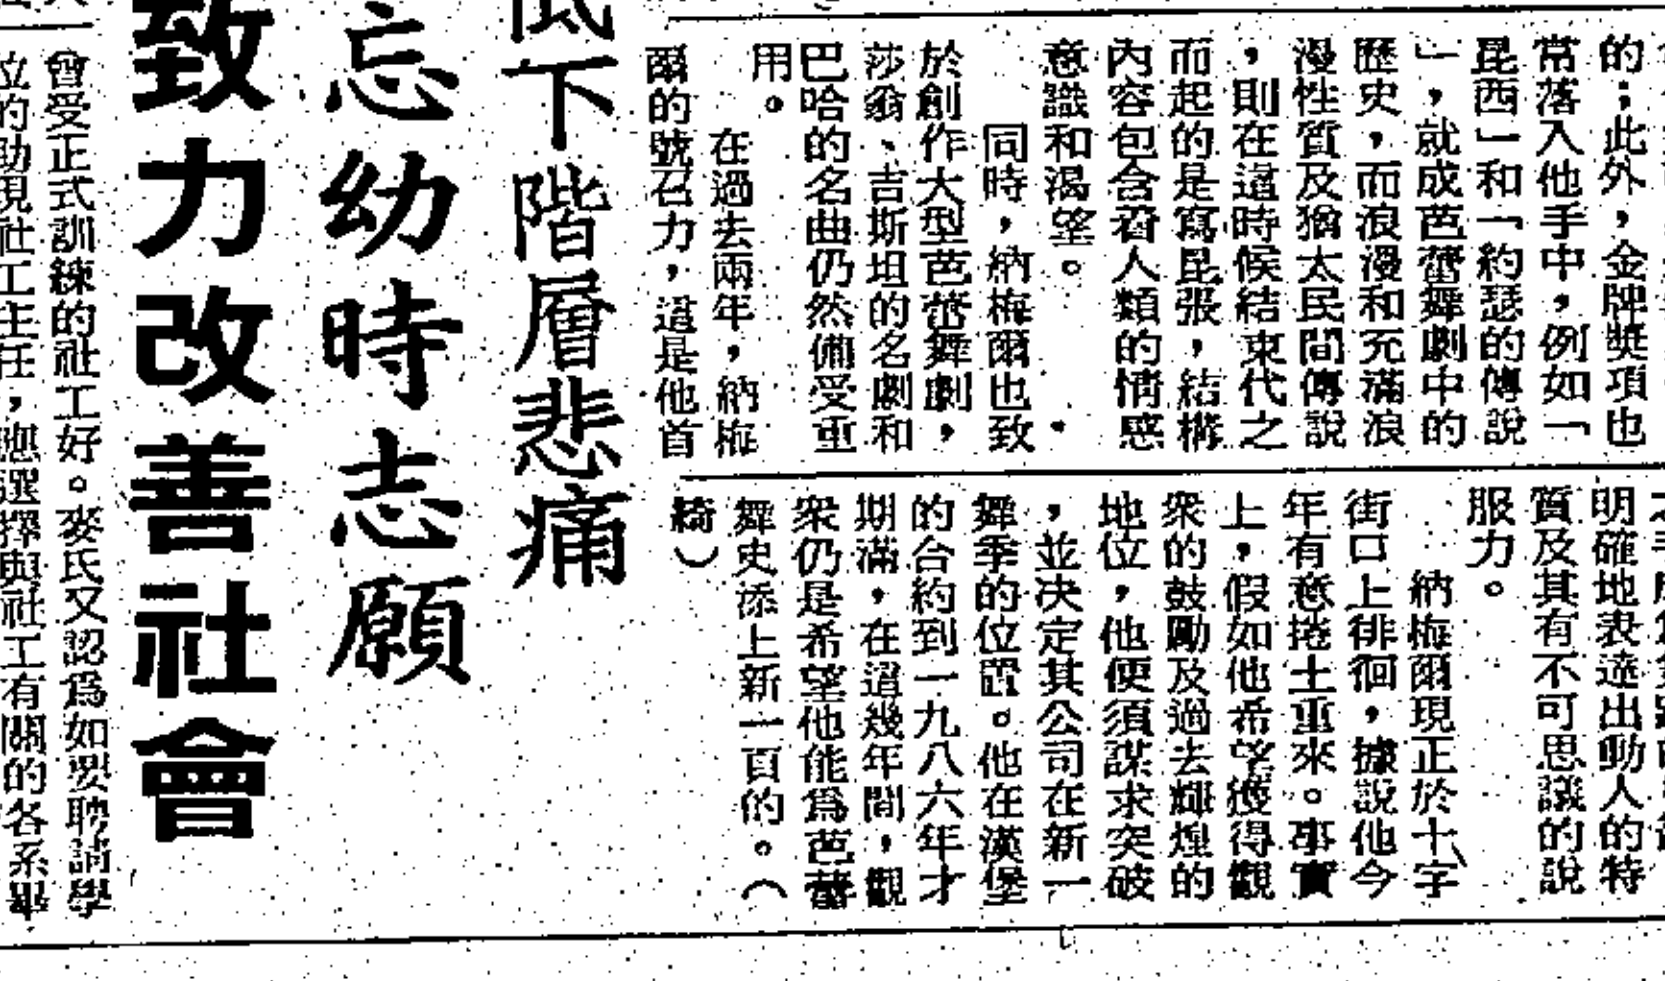 的；此外，金牌獎項也
常落入他手中，例如「
昆西」和「約瑟的傳說
」，就成芭蕾舞劇中的
歷史，而浪漫和充滿浪
漫性質及猶太民間傳說
，則在這時候結束代之
而起的是寫昆張，結構
內容包含着人類的情感
意識和渴望。
同時，納梅爾也致
於創作大型芭蕾舞劇，
莎翁、吉斯坦的名劇和
巴哈的名曲仍然備受重
用。
在過去兩年，納梅
爾的號召力，這是他首
明確地表達出動人的特
質及其有不可思議的說
服力。
納梅爾現正於十字
街口上徘徊，據說他今
年有意捲土重來。事實
上，假如他希望獲得觀
衆的鼓勵及過去輝煌的
地位，他便須謀求突破
，並決定其公司在新一
舞季的位置。他在漢堡
的合約到一九八六年才
期滿，在這幾年間，觀
衆仍是希望他能爲芭蕾
舞史添上新一頁的。（
綺）
低下階層悲痛
忘幼時志願
致力改善社會
曾受正式訓練的社工好。麥氏又認爲如要聘請學
位的助現社工主任，應選擇與社工有關的各系畢